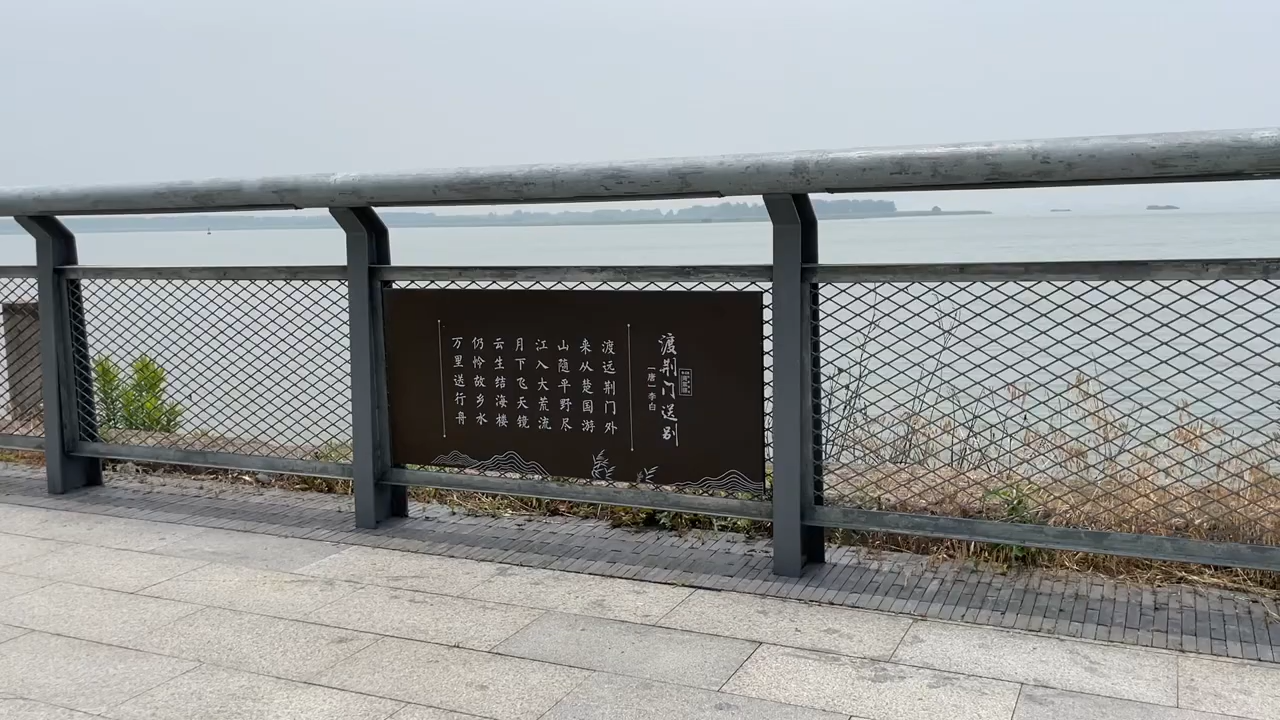 渡荆门送别
[唐]李白
渡远荆门外
来从楚国游
山随平野尽
江入大荒流
月下飞天镜
云生结海楼
仍怜故乡水
万里送行舟